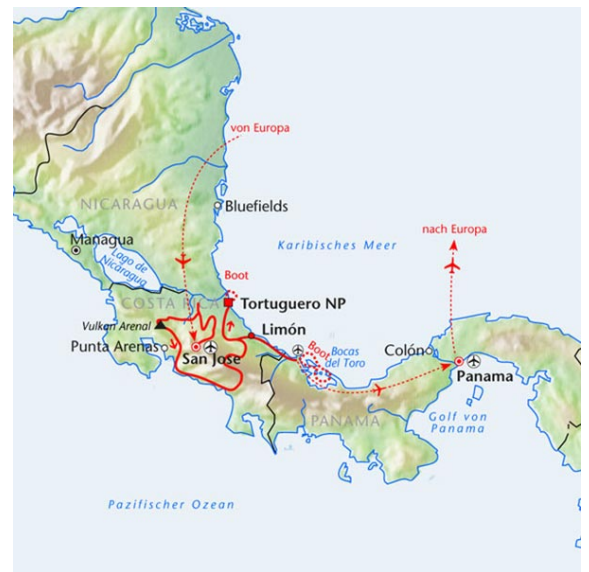 von Europa
NICARAGUA
Bluefields
nach Europa
Managua
Karibisches Meer
Lago de
Nicaragua
Boot
COSTA RICA
Tortuguero NP
Vulkan Arenal
Limón
Punta Arenas
San José
Boot
Bocas
del Toro
Colón
Panama
PANAMA
Golf von
Panama
Pazifischer Ozean